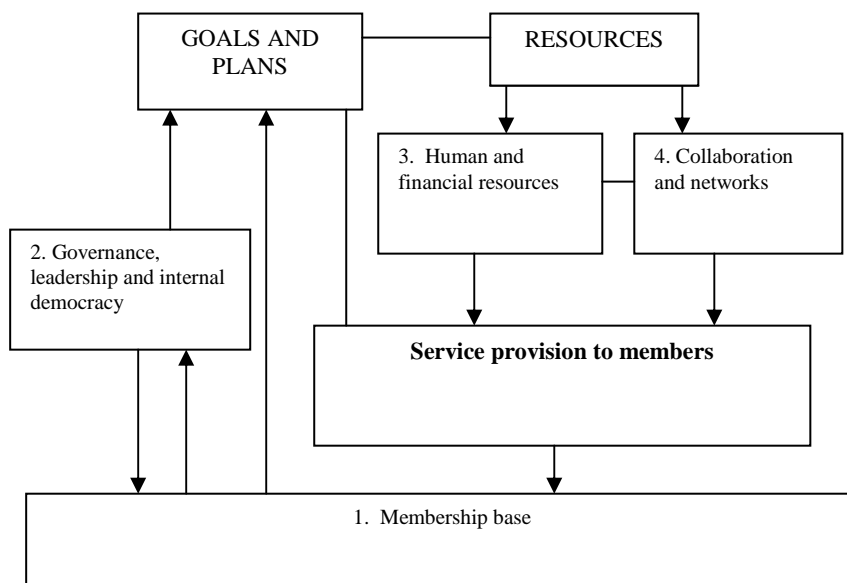 GOALS AND
PLANS
RESOURCES
3. Human and
financial resources
4. Collaboration
and networks
2. Governance,
leadership and internal
democracy
Service provision to members
1. Membership base